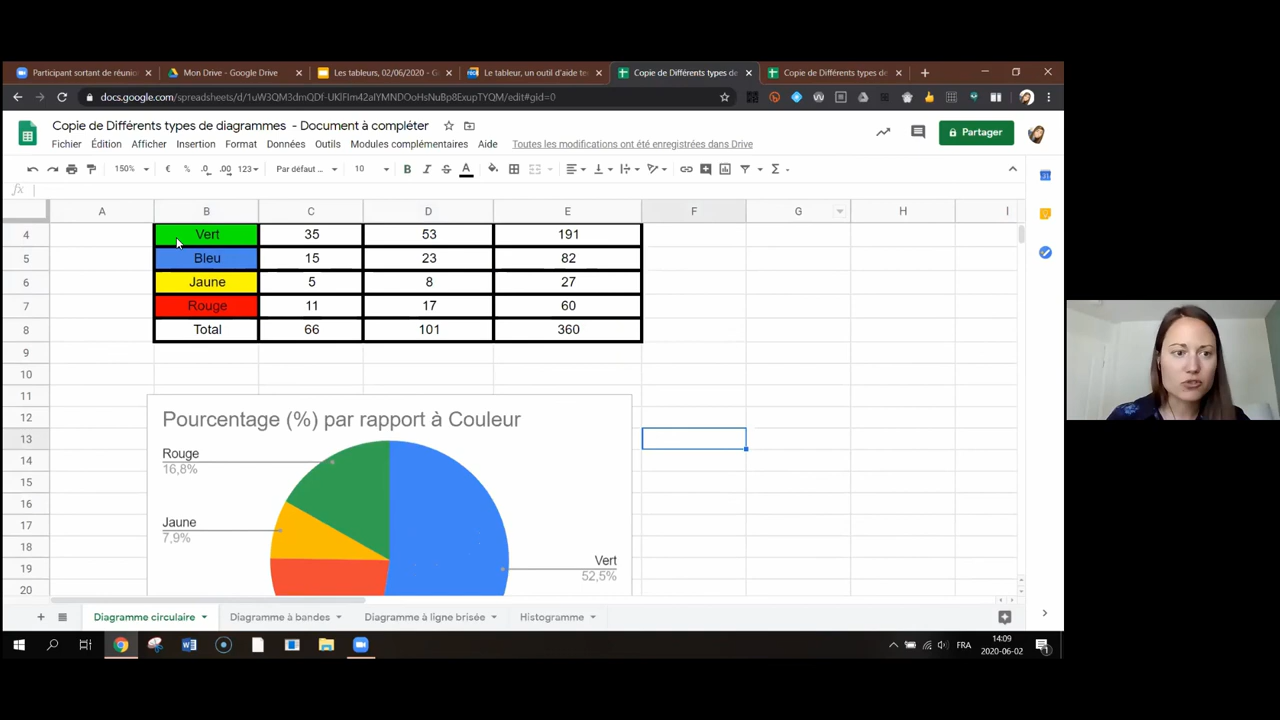 Participant sortant de réunio
Mon Drive - Google Drive
Les tableurs, 02/06/2020 - G
Le tableur, un outil d'aide te
Copie de Différents types de
Copie de Différents types de
docs.google.com/spreadsheets/d/
/edit#gid=0
Copie de Différents types de diagrammes - Document à compléter
Partager
Fichier Édition Afficher Insertion Format Données Outils Modules complémentaires Aide Toutes les modifications ont été enregistrées dans Drive
150% € % .0 .00 123 Par défaut ... 10 B I S A Σ
fx
A B C D E F G H I
4 Vert 35 53 191
5 Bleu 15 23 82
6 Jaune 5 8 27
7 Rouge 11 17 60
8 Total 66 101 360
9
10
11
12
13
14
15
16
17
18
19
20
Pourcentage (%) par rapport à Couleur
Rouge
16,8%
Jaune
7,9%
Vert
52,5%
Diagramme circulaire Diagramme à bandes Diagramme à ligne brisée Histogramme
FRA
14:09
2020-06-02